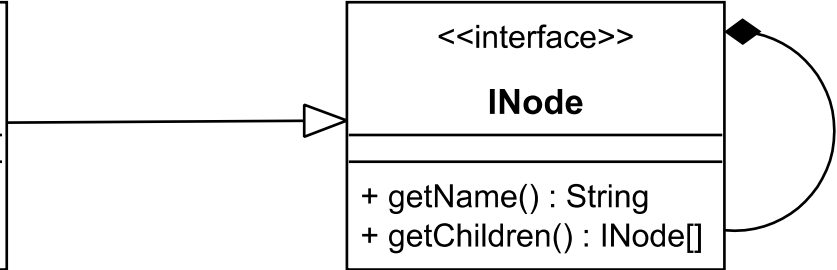 <<interface>>
INode
+ getName() : String
+ getChildren() : INode[]